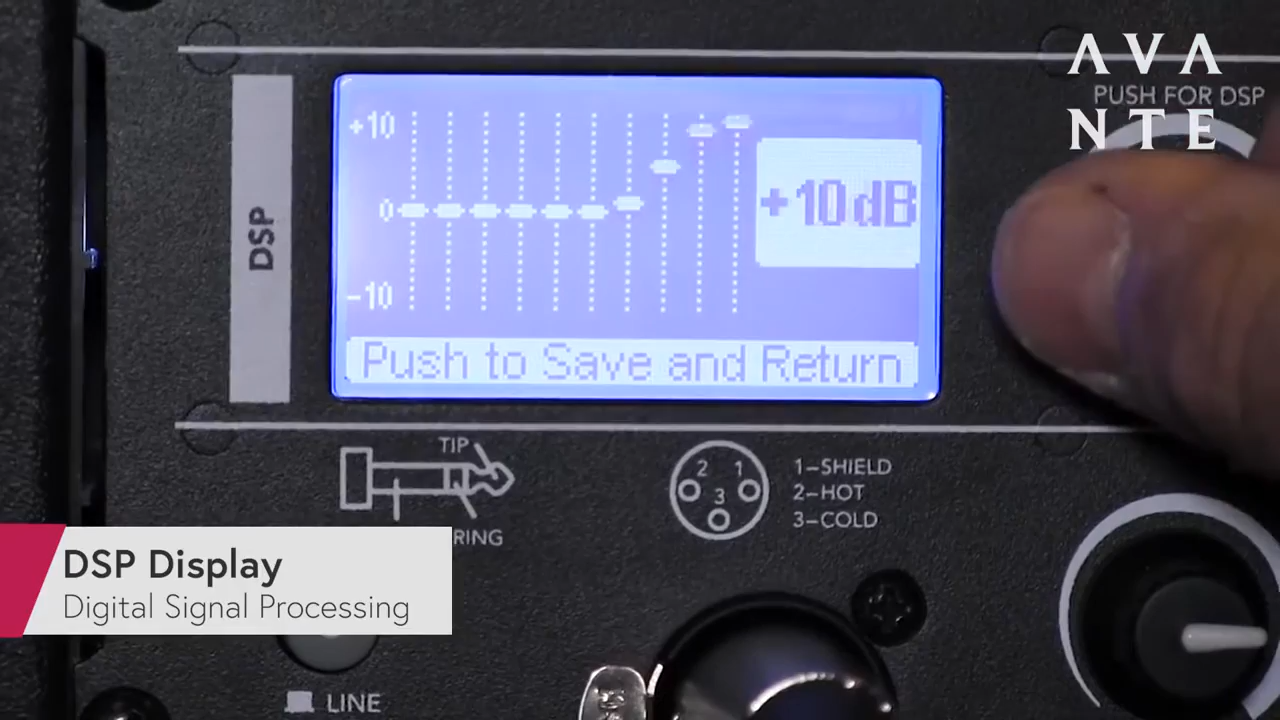 AVA
NTE
PUSH FOR DSP
DSP
+10
0
-10
+10dB
Push to Save and Return
TIP
RING
2 1
3
1-SHIELD
2-HOT
3-COLD
DSP Display
Digital Signal Processing
LINE